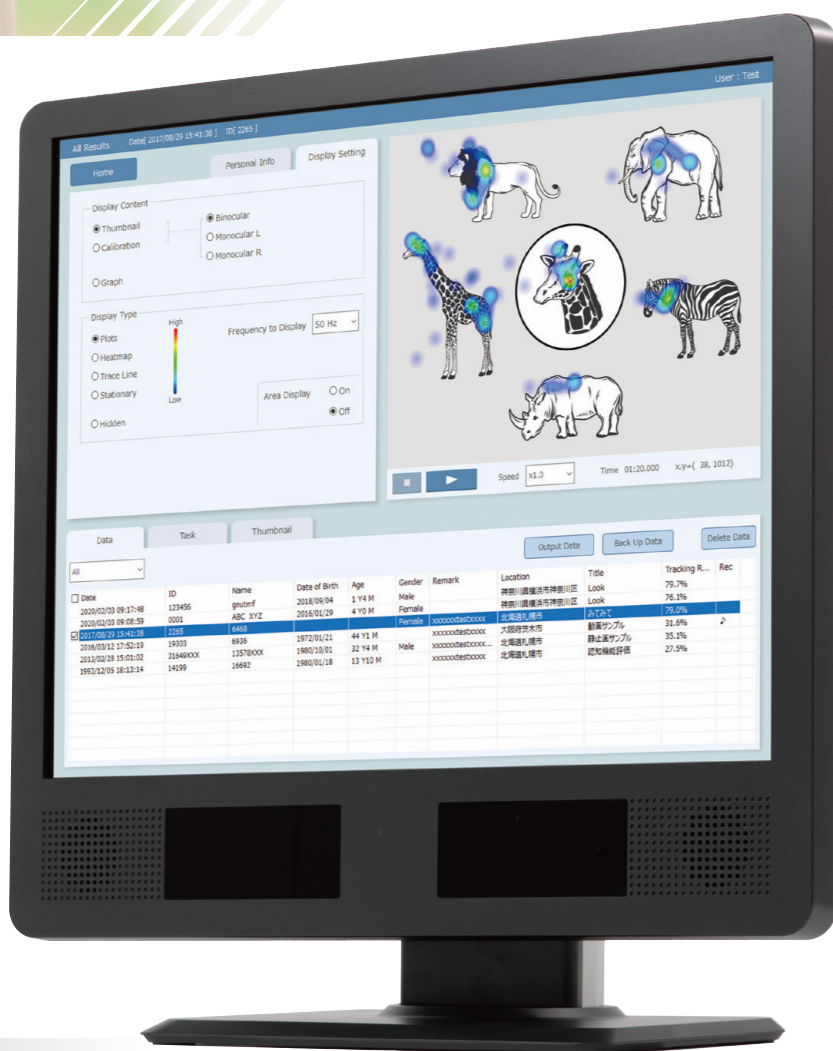 All Results Date[ 2017/08/29 15:41:38 ] ID[ 2265 ] User : Test
Home Personal Info Display Setting
Display Content
Thumbnail
Calibration
Graph
Binocular
Monocular L
Monocular R
Display Type
Plots
Heatmap
Trace Line
Stationary
Hidden
High
Low
Frequency to Display 50 Hz
Area Display On
Off
Speed x1.0 Time 01:20.000 x,y=( 38, 1012)
Data Task Thumbnail
Output Data Back Up Data Delete Data
All
Date ID Name Date of Birth Age Gender Remark Location Title Tracking R... Rec
2020/02/03 09:17:48 123456 gnutmf 2018/09/04 1 Y4 M Male 神奈川県横浜市神奈川区 Look 79.7%
2020/02/03 09:08:59 0001 ABC XYZ 2016/01/29 4 Y0 M Female 神奈川県横浜市神奈川区 Look 76.1%
2017/08/29 15:41:38 2265 6468 Female xxxxxxtestxxxx 北海道札幌市 みてみて 79.0%
2016/03/12 17:52:19 19303 6936 1972/01/21 44 Y1 M xxxxxxtestxxxx 大阪府茨木市 動画サンプル 31.6% ♪
2013/02/28 15:01:02 31649XXX 13578XXX 1980/10/01 32 Y4 M Male xxxxxxtestxxxx... 北海道札幌市 静止画サンプル 35.1%
1993/12/05 18:13:14 14199 16692 1980/01/18 13 Y10 M xxxxxxtestxxxx 北海道札幌市 認知機能評価 27.5%